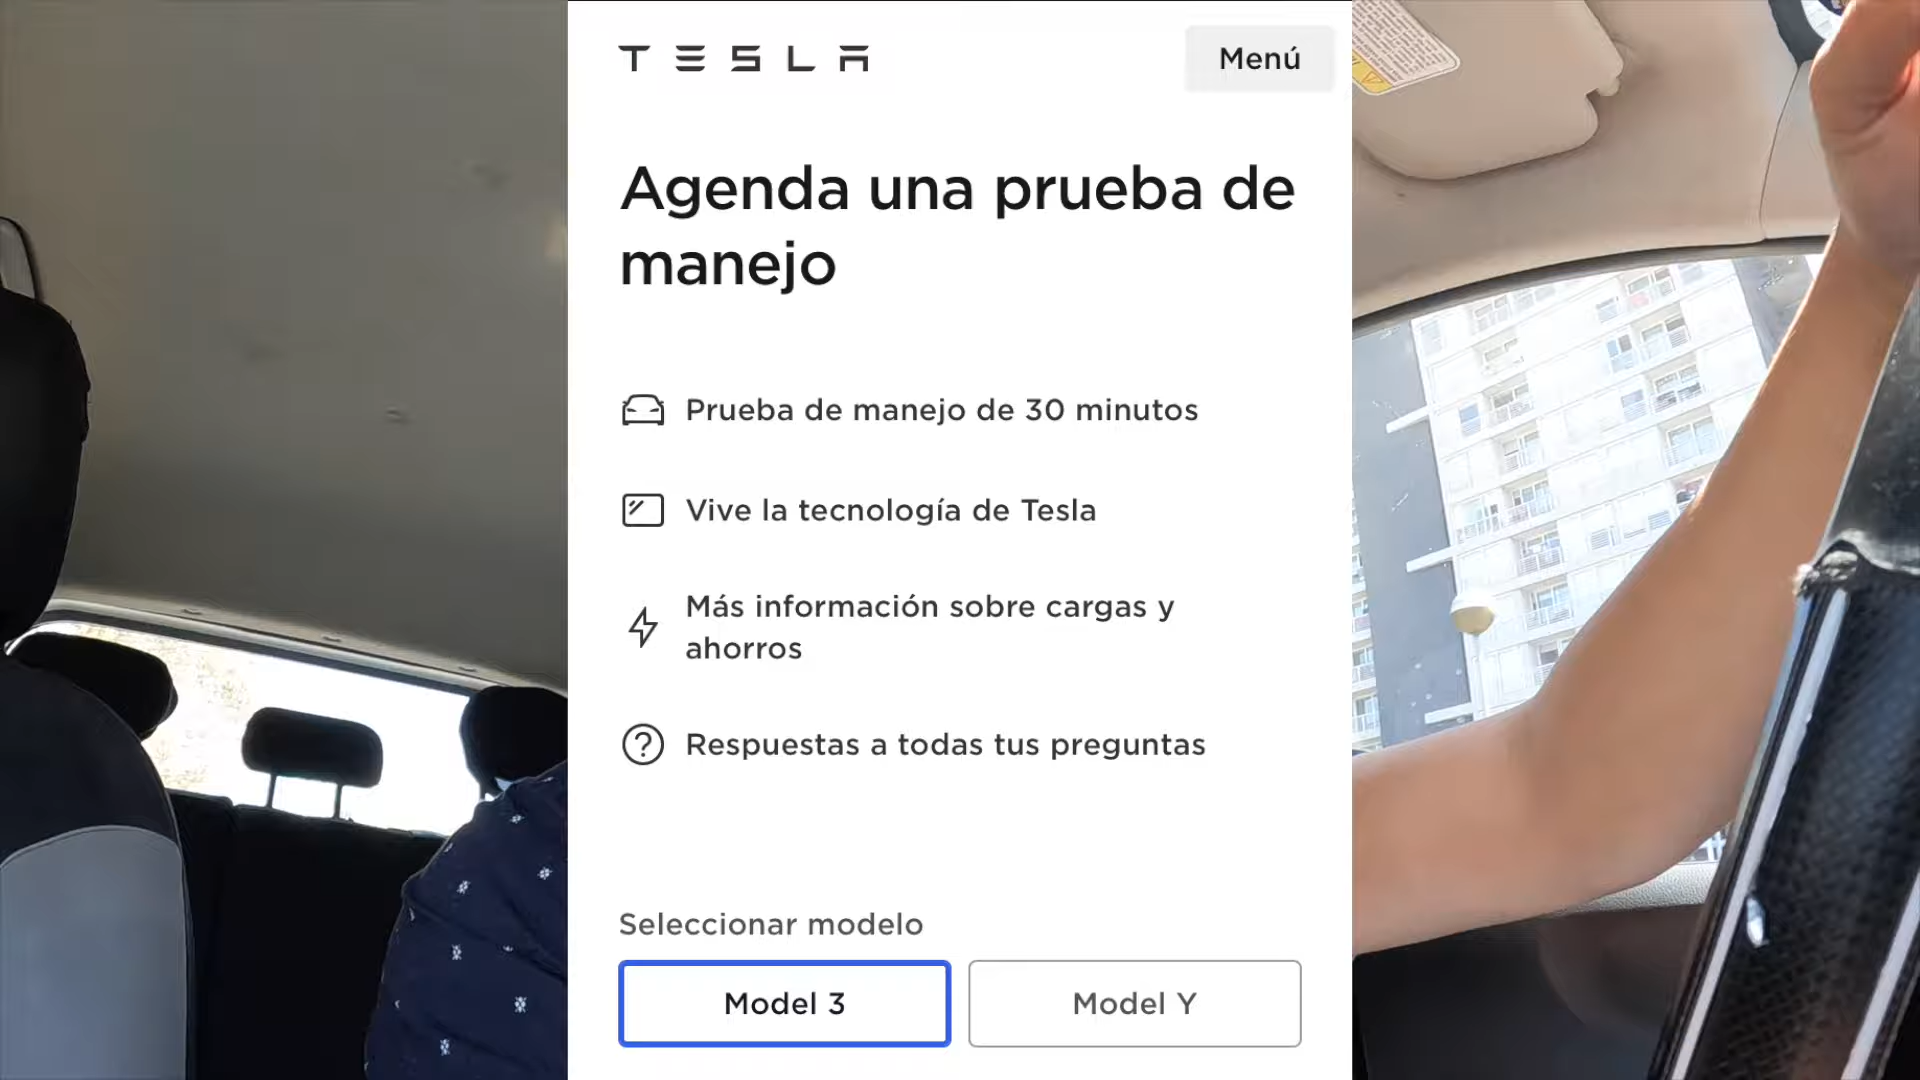 TESLA
Menú
Agenda una prueba de
manejo
Prueba de manejo de 30 minutos
Vive la tecnología de Tesla
Más información sobre cargas y
ahorros
Respuestas a todas tus preguntas
Seleccionar modelo
Model 3
Model Y